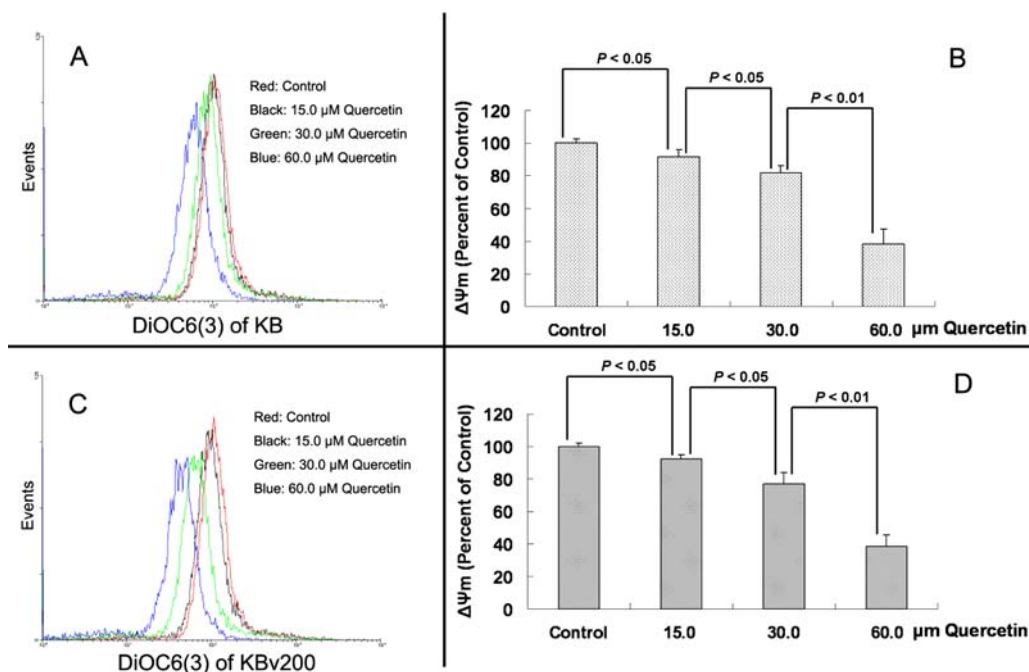 A
Red: Control
Black: 15.0 µM Quercetin
Green: 30.0 µM Quercetin
Blue: 60.0 µM Quercetin
Events
DiOC6(3) of KB
B
P < 0.05
P < 0.05
P < 0.01
ΔΨm (Percent of Control)
120
100
80
60
40
20
0
Control 15.0 30.0 60.0 µm Quercetin
C
Red: Control
Black: 15.0 µM Quercetin
Green: 30.0 µM Quercetin
Blue: 60.0 µM Quercetin
Events
DiOC6(3) of KBv200
D
P < 0.05
P < 0.05
P < 0.01
ΔΨm (Percent of Control)
120
100
80
60
40
20
0
Control 15.0 30.0 60.0 µm Quercetin